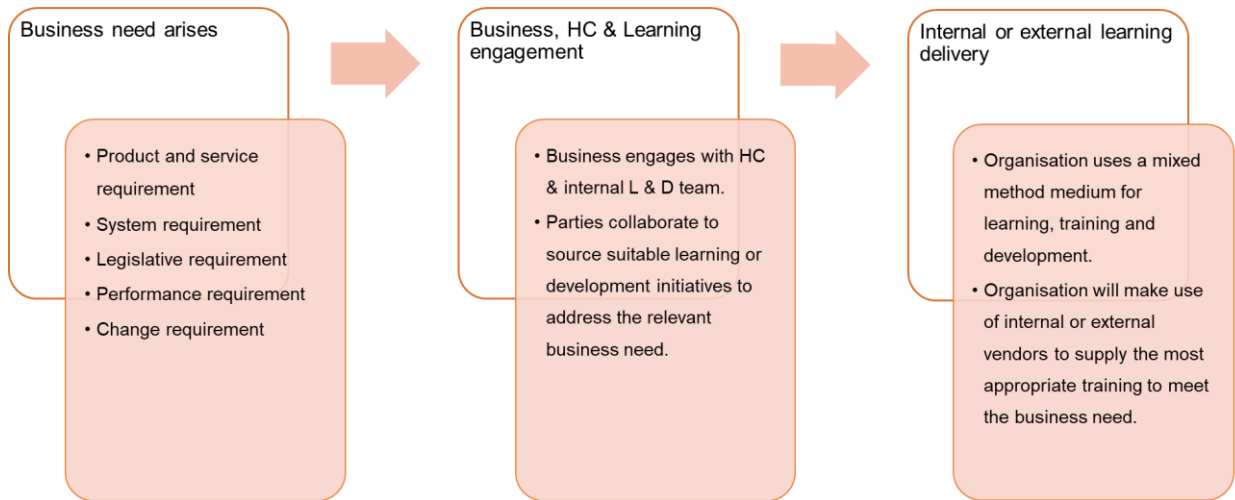 Business need arises
• Product and service
requirement
• System requirement
• Legislative requirement
• Performance requirement
• Change requirement
Business, HC & Learning
engagement
• Business engages with HC
& internal L & D team.
• Parties collaborate to
source suitable learning or
development initiatives to
address the relevant
business need.
Internal or external learning
delivery
• Organisation uses a mixed
method medium for
learning, training and
development.
• Organisation will make use
of internal or external
vendors to supply the most
appropriate training to meet
the business need.